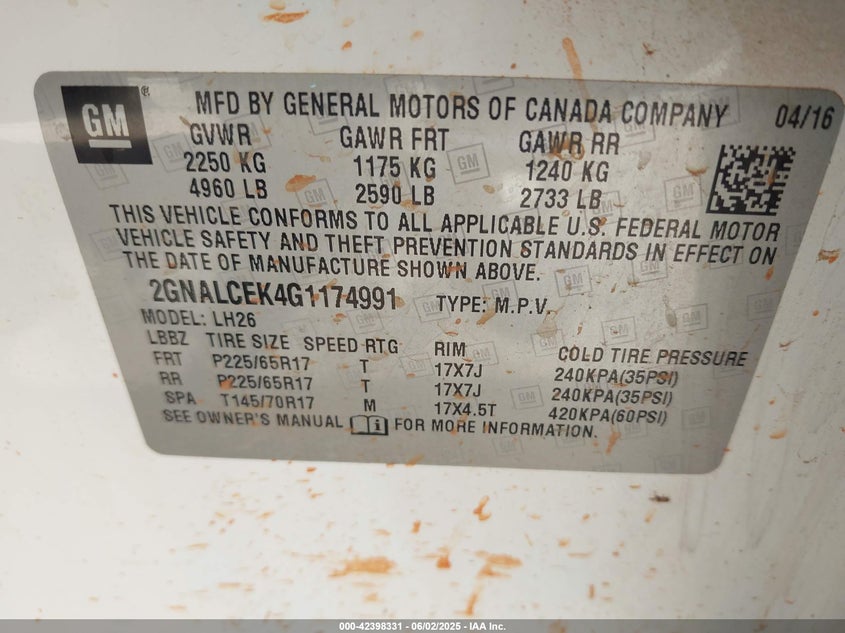 GM ® MFD BY GENERAL MOTORS OF CANADA COMPANY 04/16
GVWR GAWR FRT GAWR RR
2250 KG 1175 KG 1240 KG
4960 LB 2590 LB 2733 LB
THIS VEHICLE CONFORMS TO ALL APPLICABLE U.S. FEDERAL MOTOR
VEHICLE SAFETY AND THEFT PREVENTION STANDARDS IN EFFECT ON
THE DATE OF MANUFACTURE SHOWN ABOVE.
2GNALCEK4G1174991 TYPE: M.P.V.
MODEL: LH26
LBBZ TIRE SIZE SPEED RTG RIM COLD TIRE PRESSURE
FRT P225/65R17 T 17X7J 240KPA(35PSI)
RR P225/65R17 T 17X7J 240KPA(35PSI)
SPA T145/70R17 M 17X4.5T 420KPA(60PSI)
SEE OWNER'S MANUAL FOR MORE INFORMATION.
000-42398331 - 06/02/2025 - IAA Inc.